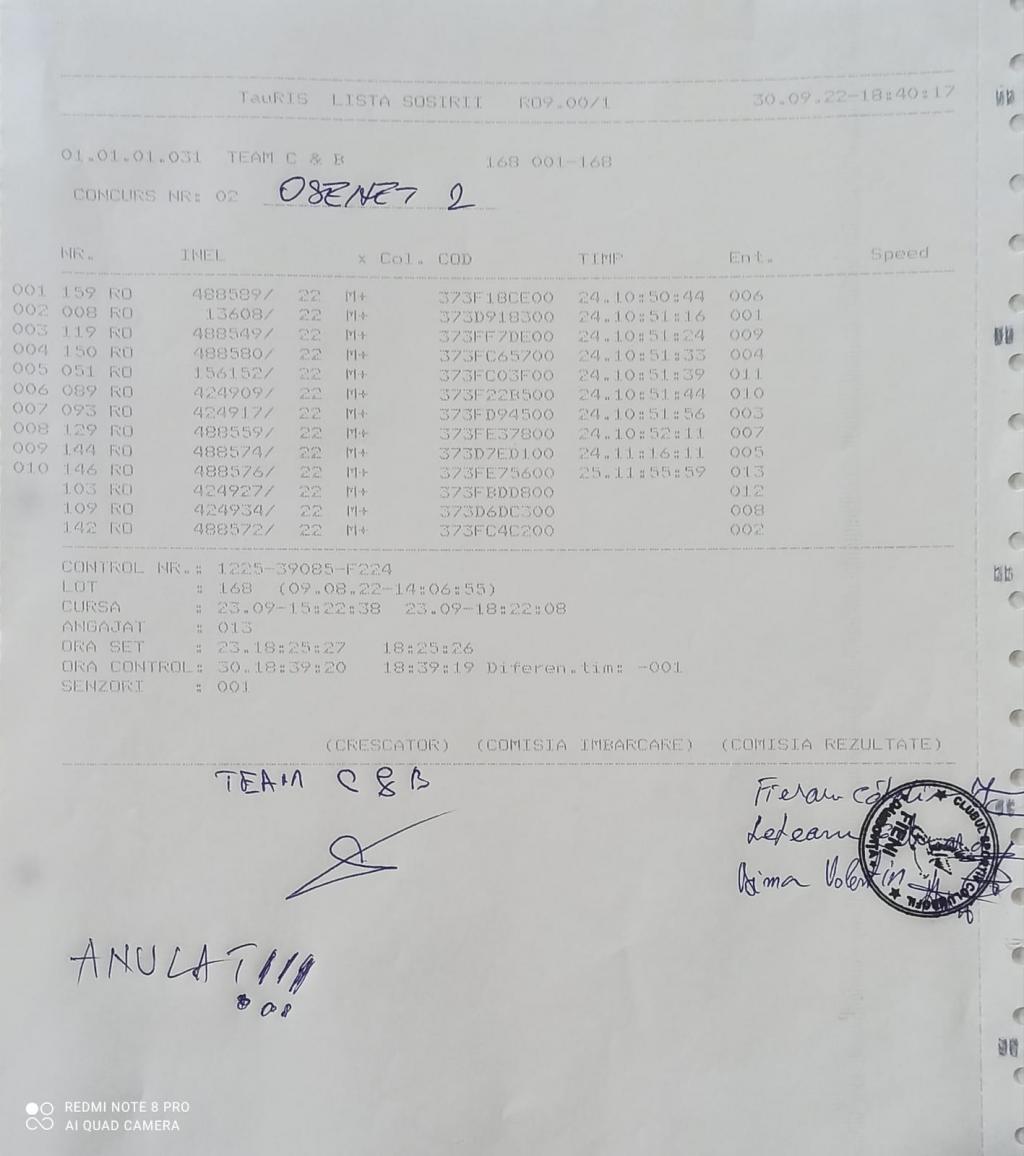 TauRIS LISTA SOSIRII RO9.00/1 30.09.22-18:40:17
01.01.01.031 TEAM C & B 168 001-168
CONCURS NR: 02 OSENET 2
NR. INEL x Col. COD TIMP Ent. Speed
001 159 RO 488589/ 22 M+ 373F18CE00 24.10:50:44 006
002 008 RO 13608/ 22 M+ 373D918300 24.10:51:16 001
003 119 RO 488549/ 22 M+ 373FF7DE00 24.10:51:24 009
004 150 RO 488580/ 22 M+ 373FC65700 24.10:51:33 004
005 051 RO 156152/ 22 M+ 373FC03F00 24.10:51:39 011
006 089 RO 424909/ 22 M+ 373F22B500 24.10:51:44 010
007 093 RO 424917/ 22 M+ 373FD94500 24.10:51:56 003
008 129 RO 488559/ 22 M+ 373FE37800 24.10:52:11 007
009 144 RO 488574/ 22 M+ 373D7ED100 24.11:16:11 005
010 146 RO 488576/ 22 M+ 373FE75600 25.11:55:59 013
103 RO 424927/ 22 M+ 373FBDD800 012
109 RO 424934/ 22 M+ 373D6DC300 008
142 RO 488572/ 22 M+ 373FC4C200 002
CONTROL NR.: 1225-39085-F224
LOT : 168 (09.08.22-14:06:55)
CURSA : 23.09-15:22:38 23.09-18:22:08
ANGAJAT : 013
ORA SET : 23.18:25:27 18:25:26
ORA CONTROL: 30.18:39:20 18:39:19 Diferen.tim: -001
SENZORI : 001
(CRESCATOR) (COMISIA IMBARCARE) (COMISIA REZULTATE)
TEAM C & B
FIENI
ANULAT!!!
REDMI NOTE 8 PRO
AI QUAD CAMERA